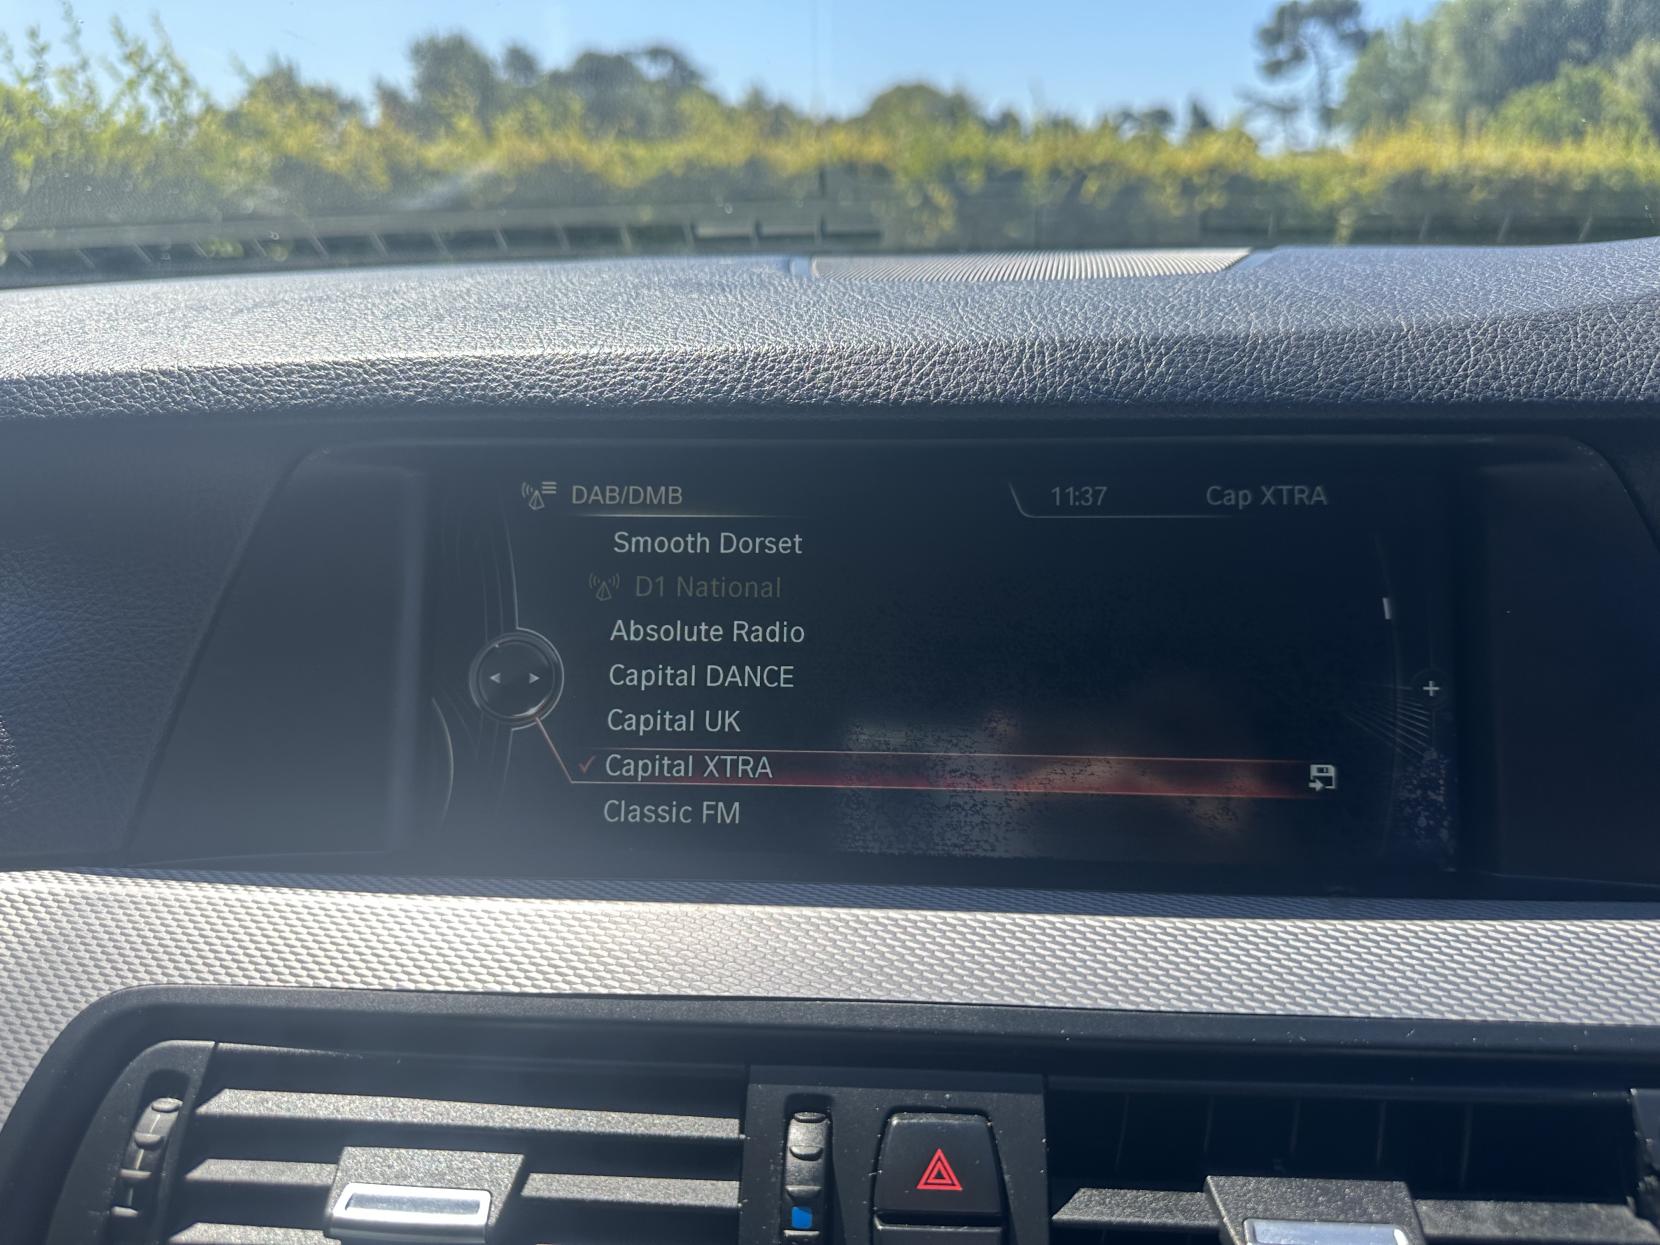 DAB/DMB 11:37 Cap XTRA
Smooth Dorset
D1 National
Absolute Radio
Capital DANCE
Capital UK
Capital XTRA
Classic FM